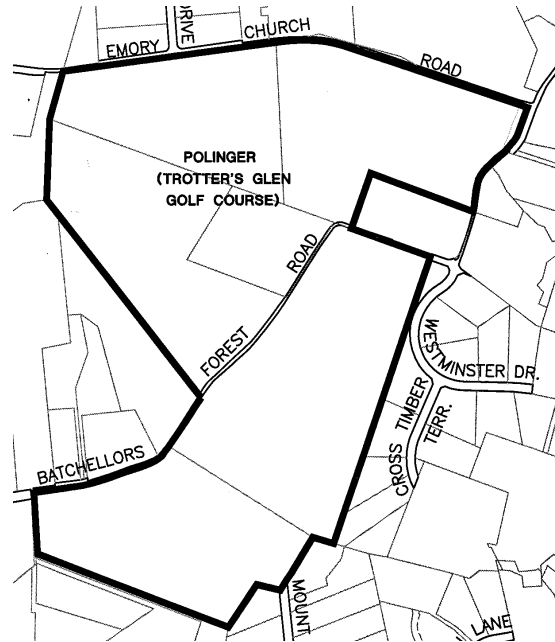 DRIVE
EMORY
CHURCH
ROAD
POLINGER
(TROTTER'S GLEN
GOLF COURSE)
ROAD
FOREST
WESTMINSTER DR.
CROSS TIMBER
TERR.
BATCHELLORS
MOUNT
LANE